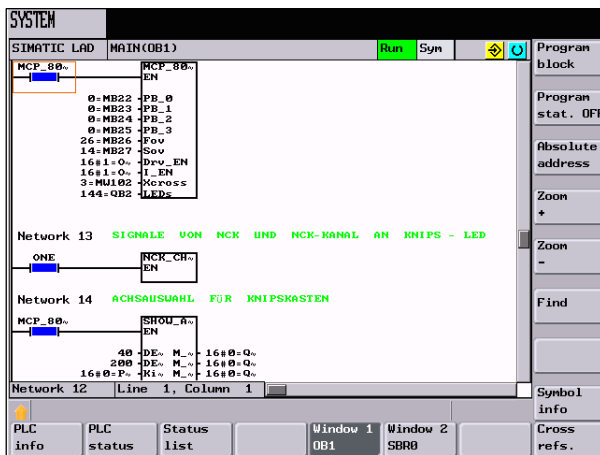 SYSTEM
SIMATIC LAD MAIN(OB1) Run Sym
MCP_80~ MCP_80~
EN
0=MB22 PB_0
0=MB23 PB_1
0=MB24 PB_2
0=MB25 PB_3
26=MB26 Fov
14=MB27 Sov
16#1=O~ Drv_EN
16#1=O~ I_EN
3=MW102 Xcross
144=QB2 LEDs
Network 13 SIGNALE VON NCK UND NCK-KANAL AN KNIPS - LED
ONE NCK_CH~
EN
Network 14 ACHSAUSWAHL FÜR KNIPSKASTEN
MCP_80~ SHOW_A~
EN
40 DE~ M_~ 16#0=Q~
200 DE~ M_~ 16#0=Q~
16#0=P~ Ki~ M_~ 16#0=Q~
Network 12 Line 1, Column 1
Program
block
Program
stat. OFF
Absolute
address
Zoom
+
Zoom
-
Find
Symbol
info
Cross
refs.
PLC
info
PLC
status
Status
list
Window 1
OB1
Window 2
SBR0